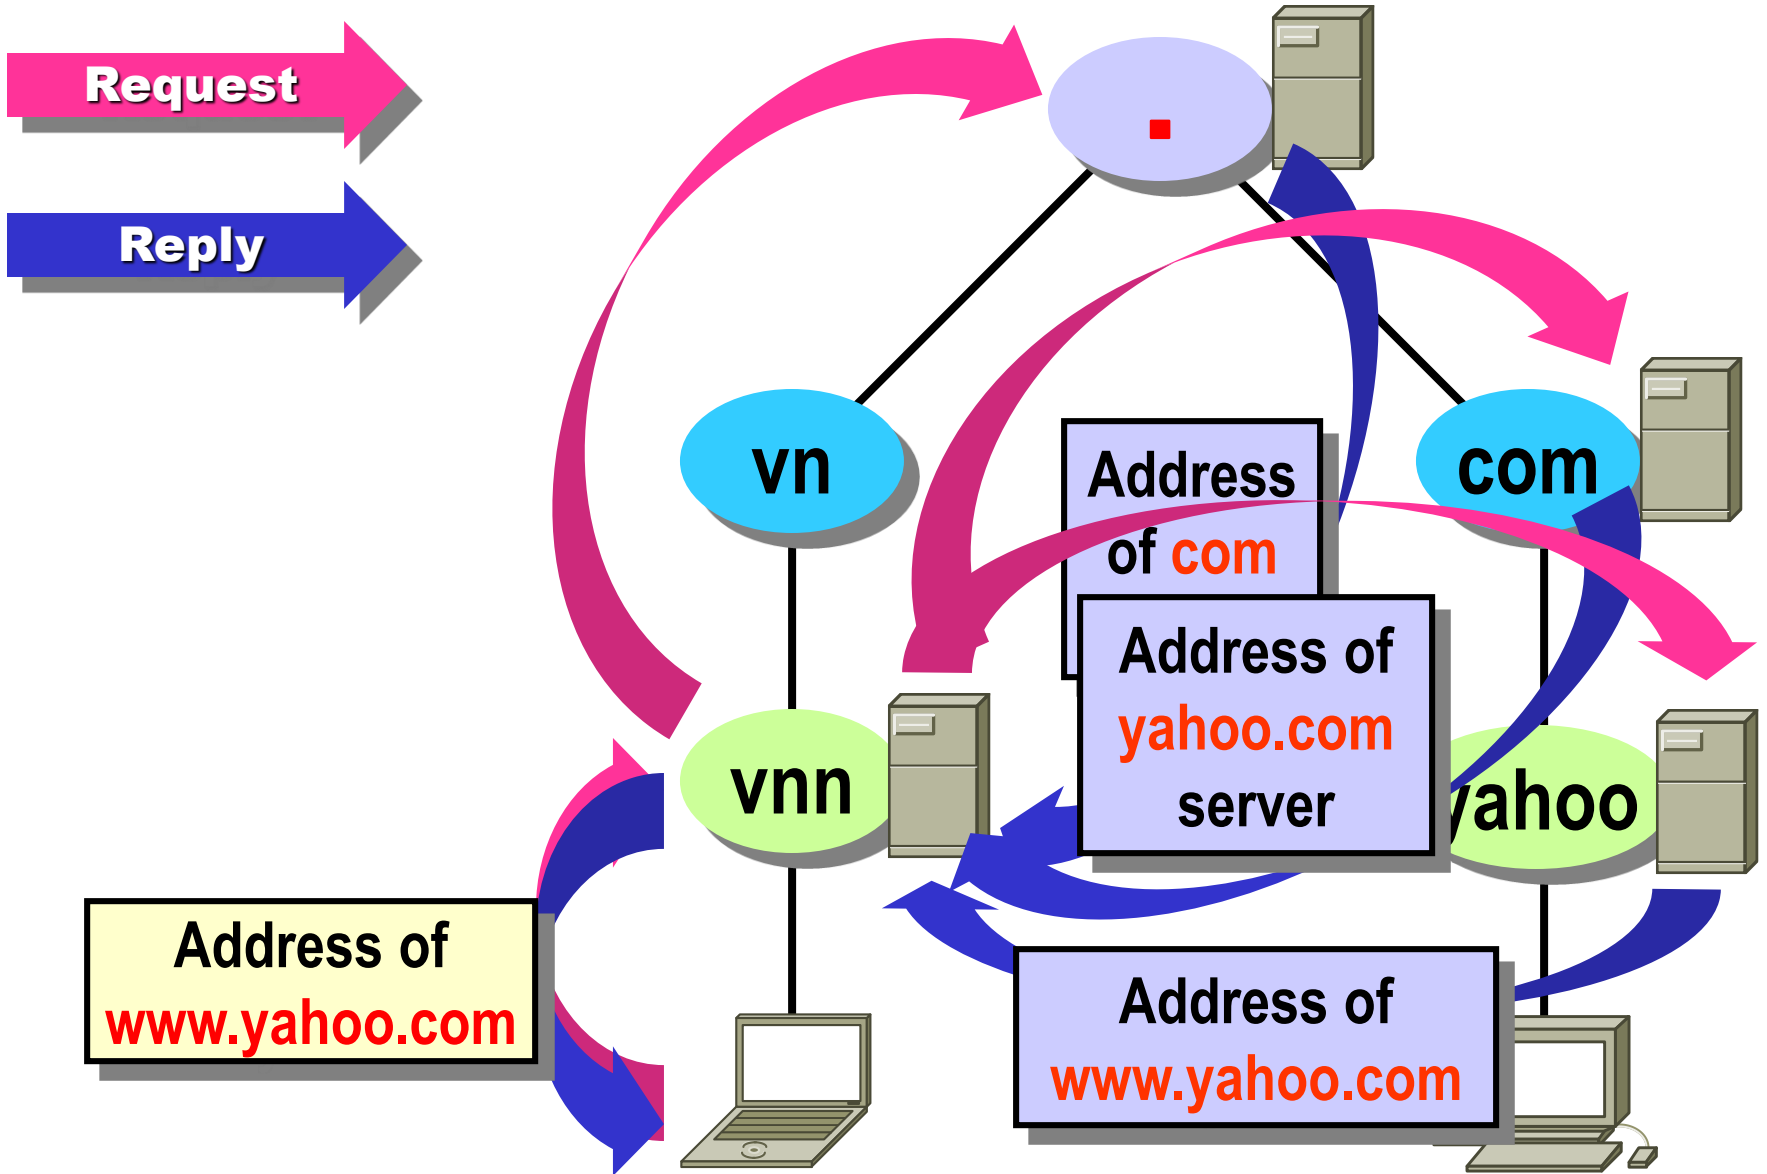 Request
Reply
.
vn
com
Address
of com
Address of
yahoo.com
server
vnn
yahoo
Address of
www.yahoo.com
Address of
www.yahoo.com